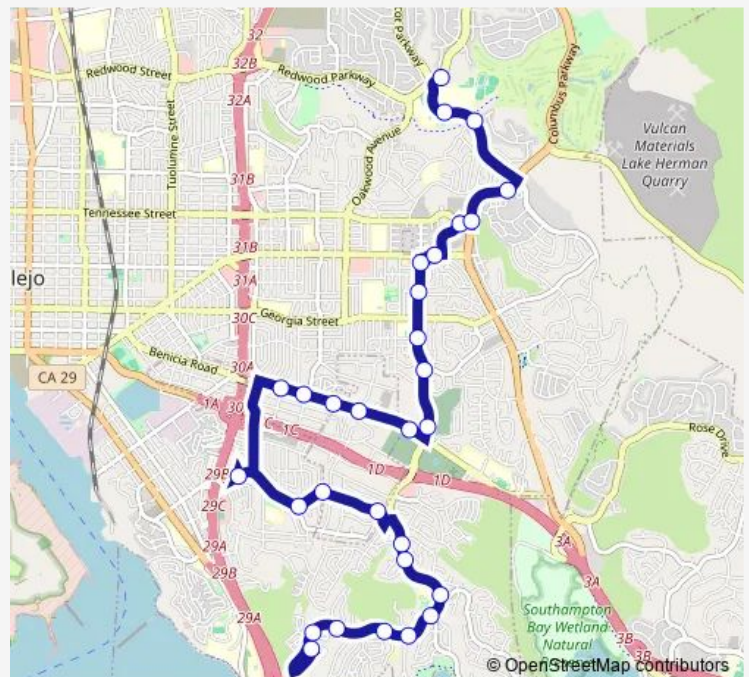 32
cot Parkway
32B
Redwood Street
Redwood Parkway
Columbus Parkway
32A
Tuolumne Street
Oakwood Avenue
Vulcan
Materials
Lake Herman
Quarry
31B
Tennessee Street
31B
lejo
31A
30C
Georgia Street
Benicia Road
30A
CA 29
1A
30
C
1C
Rose Drive
29B
1D
1D
29C
3A
29A
29B
3A
29A
Southampton
Bay Wetland
Natural
3B
3B
© OpenStreetMap contributors